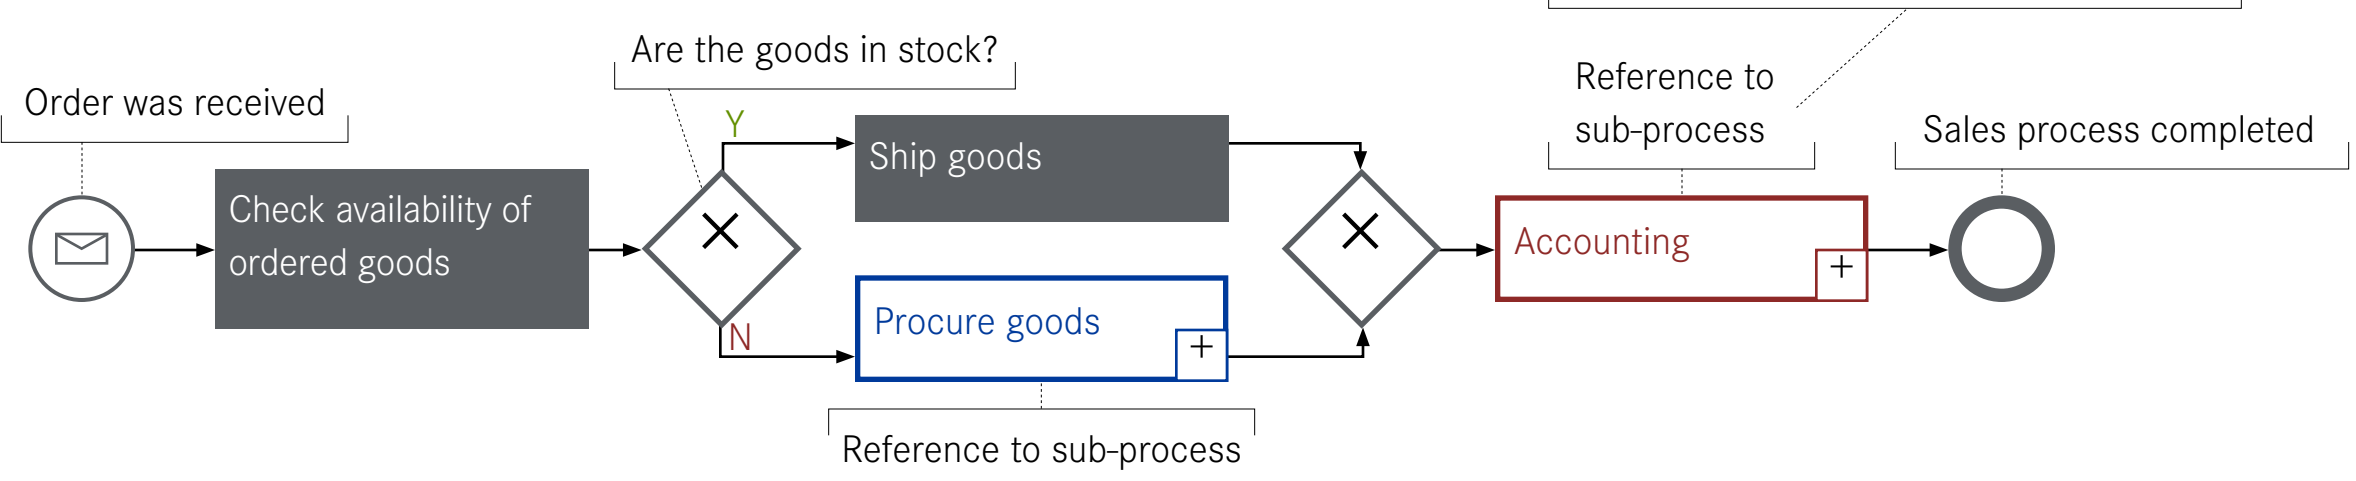 Order was received
Check availability of
ordered goods
Are the goods in stock?
Y
Ship goods
N
Procure goods
+
Reference to sub-process
Reference to
sub-process
Accounting
+
Sales process completed